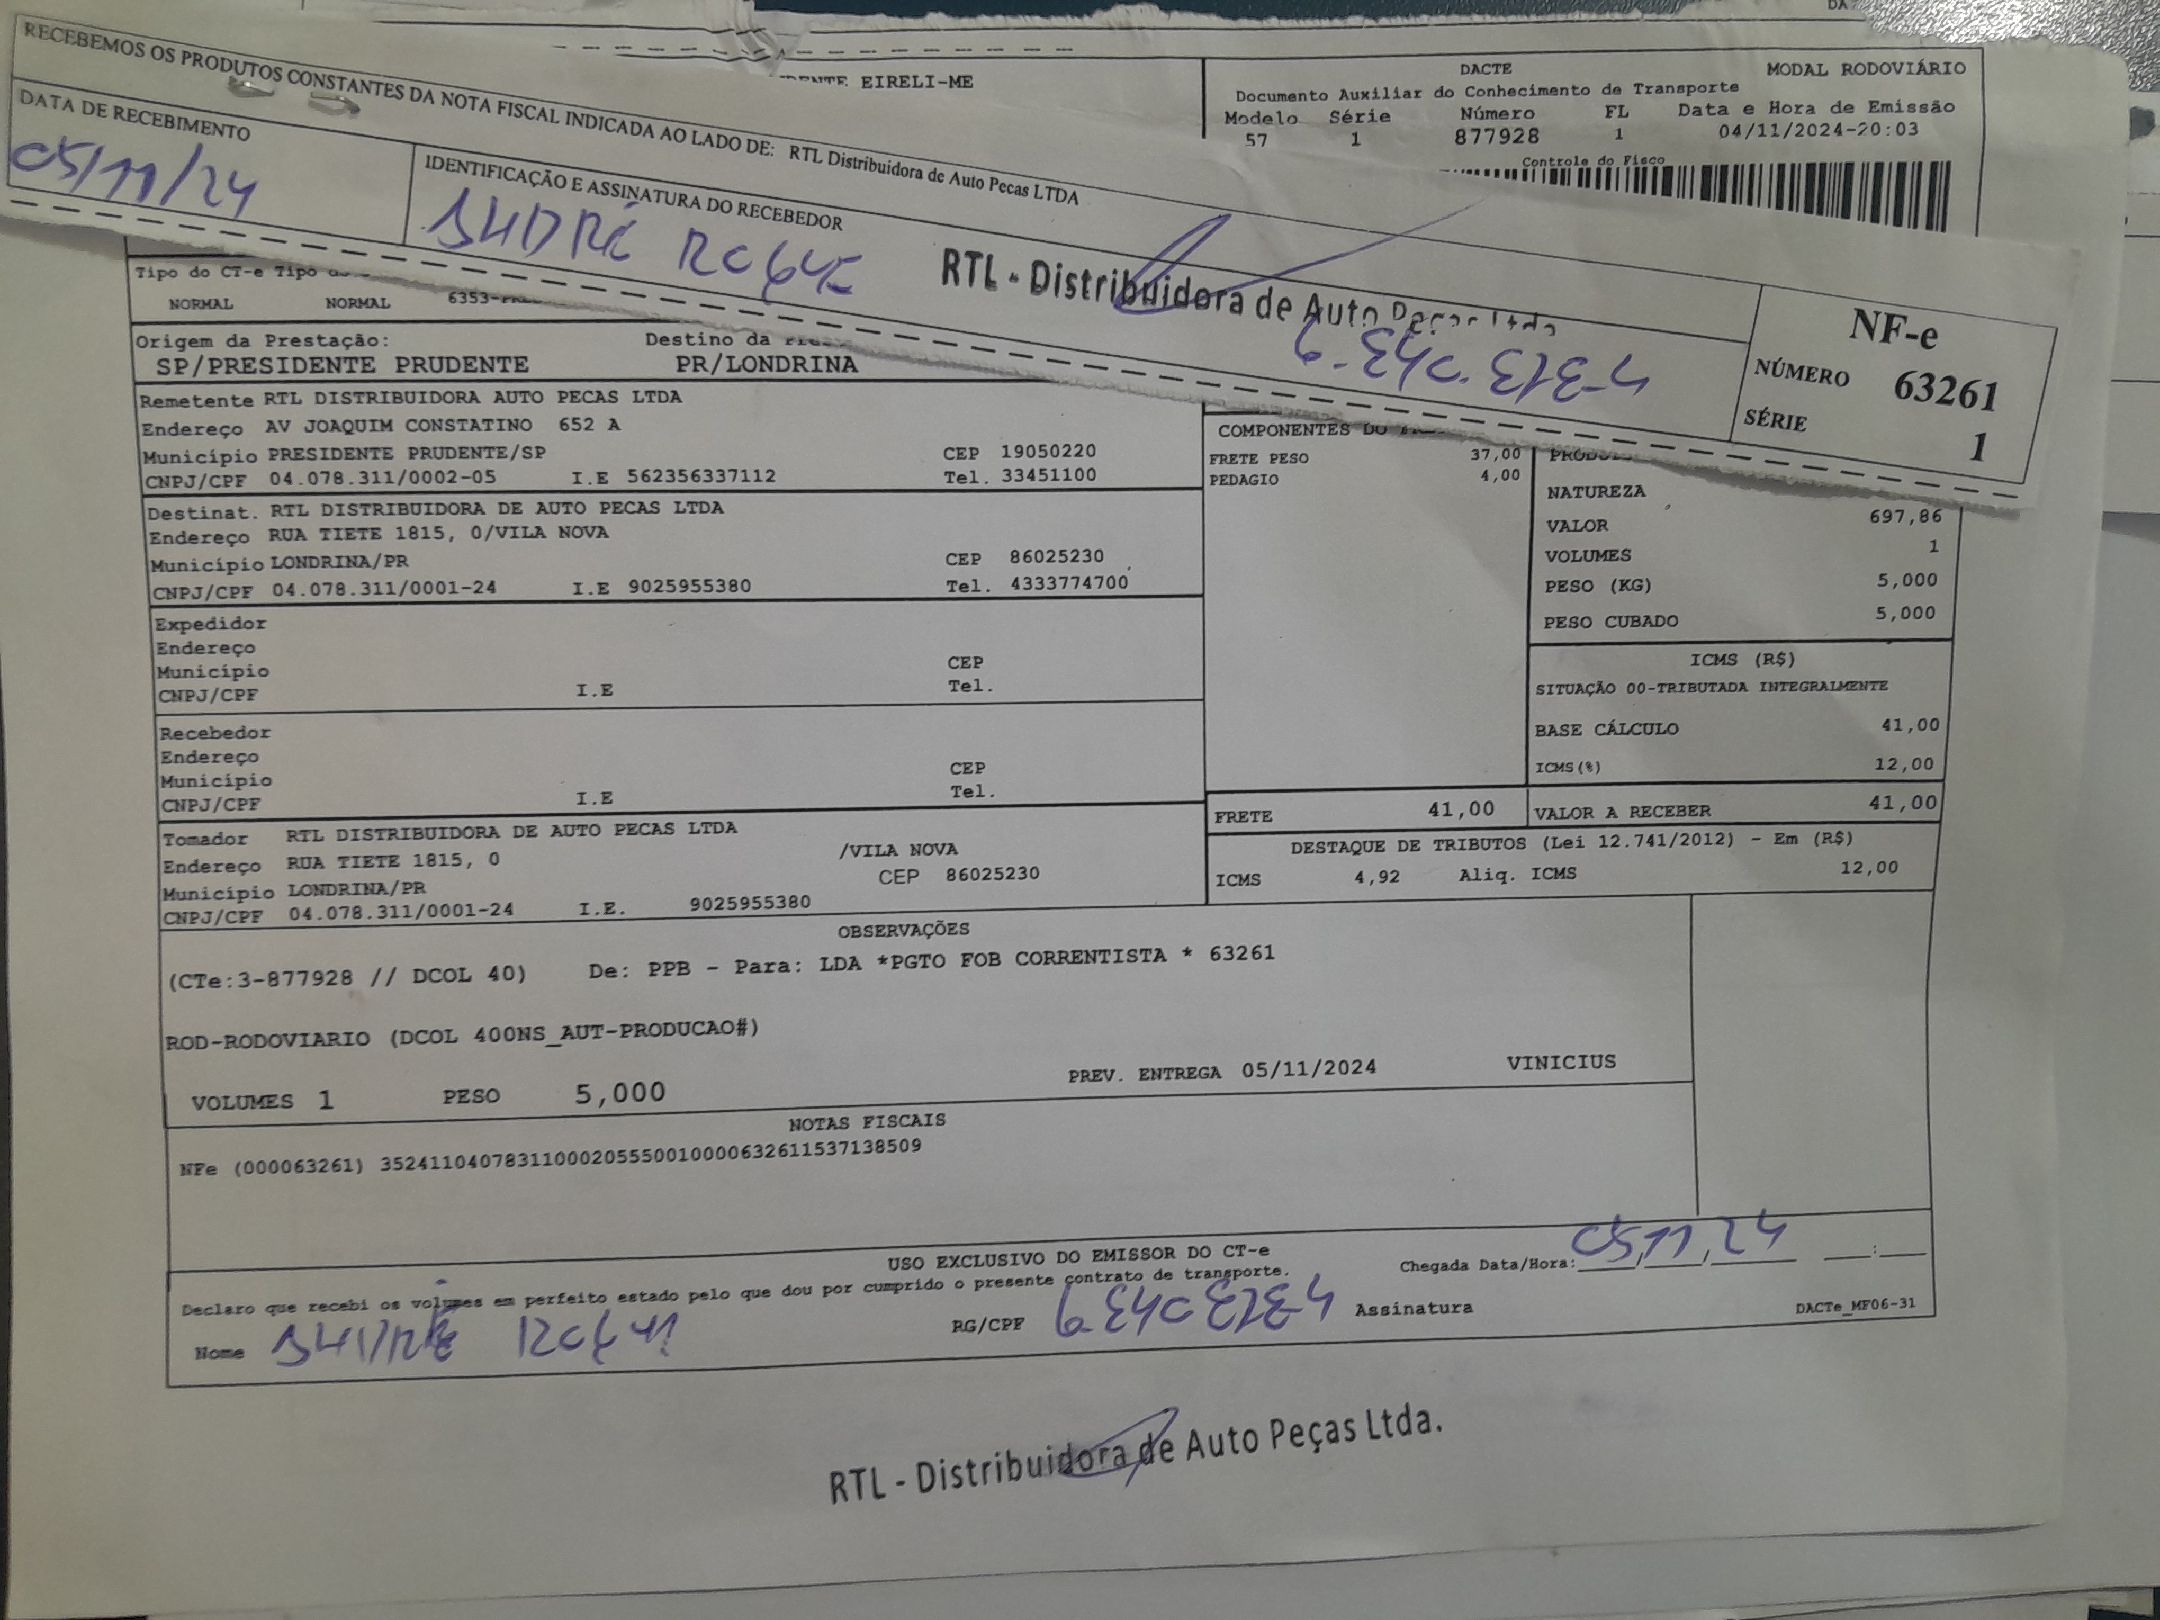 RECEBEMOS OS PRODUTOS CONSTANTES DA NOTA FISCAL INDICADA AO LADO DE: RTL Distribuidora de Auto Pecas LTDA
DATA DE RECEBIMENTO
05/11/24
IDENTIFICAÇÃO E ASSINATURA DO RECEBEDOR
RTL - Distribuidora de Auto Peças Ltda
NF-e
NÚMERO 63261
SÉRIE
1
EIRELI-ME
DACTE MODAL RODOVIÁRIO
Documento Auxiliar do Conhecimento de Transporte
Modelo Série Número FL Data e Hora de Emissão
57 1 877928 1 04/11/2024-20:03
Controle do Fisco
Tipo do CT-e Tipo
NORMAL NORMAL
Origem da Prestação: Destino da
SP/PRESIDENTE PRUDENTE PR/LONDRINA
Remetente RTL DISTRIBUIDORA AUTO PECAS LTDA
Endereço AV JOAQUIM CONSTATINO 652 A
Município PRESIDENTE PRUDENTE/SP CEP 19050220
CNPJ/CPF 04.078.311/0002-05 I.E 562356337112 Tel. 33451100
Destinat. RTL DISTRIBUIDORA DE AUTO PECAS LTDA
Endereço RUA TIETE 1815, 0/VILA NOVA
Município LONDRINA/PR CEP 86025230
CNPJ/CPF 04.078.311/0001-24 I.E 9025955380 Tel. 4333774700
Expedidor
Endereço
Município CEP
CNPJ/CPF I.E Tel.
Recebedor
Endereço
Município CEP
CNPJ/CPF I.E Tel.
Tomador RTL DISTRIBUIDORA DE AUTO PECAS LTDA
Endereço RUA TIETE 1815, 0 /VILA NOVA
Município LONDRINA/PR CEP 86025230
CNPJ/CPF 04.078.311/0001-24 I.E. 9025955380
COMPONENTES DO
FRETE PESO 37,00
PEDAGIO 4,00
NATUREZA
VALOR 697,86
VOLUMES 1
PESO (KG) 5,000
PESO CUBADO 5,000
ICMS (R$)
SITUAÇÃO 00-TRIBUTADA INTEGRALMENTE
BASE CÁLCULO 41,00
ICMS(%) 12,00
FRETE 41,00 VALOR A RECEBER 41,00
DESTAQUE DE TRIBUTOS (Lei 12.741/2012) - Em (R$)
ICMS 4,92 Aliq. ICMS 12,00
OBSERVAÇÕES
(CTe:3-877928 // DCOL 40) De: PPB - Para: LDA *PGTO FOB CORRENTISTA * 63261
ROD-RODOVIARIO (DCOL 400NS_AUT-PRODUCAO#)
PREV. ENTREGA 05/11/2024 VINICIUS
VOLUMES 1 PESO 5,000
NOTAS FISCAIS
NFe (000063261) 35241104078311000205550010000632611537138509
USO EXCLUSIVO DO EMISSOR DO CT-e
Declaro que recebi os volumes em perfeito estado pelo que dou por cumprido o presente contrato de transporte.
Chegada Data/Hora: 05/11/24 __:__
Nome RG/CPF Assinatura DACTe_MF06-31
RTL - Distribuidora de Auto Peças Ltda.